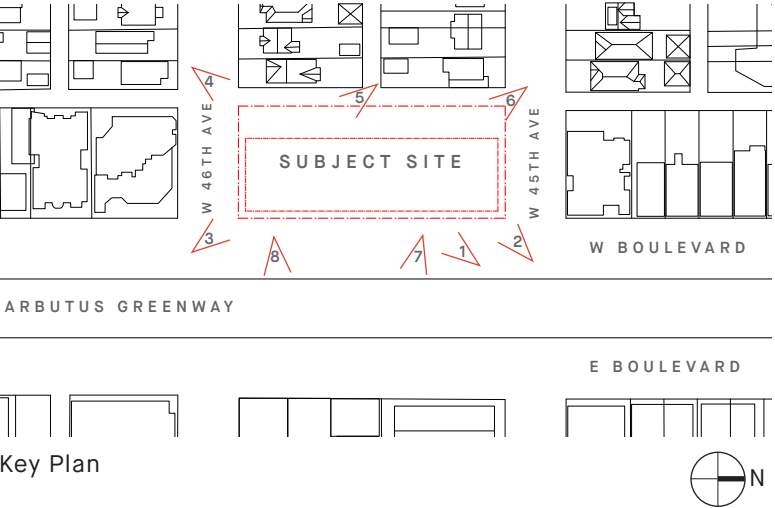 4
5
6
W 46TH AVE
SUBJECT SITE
W 45TH AVE
3
8
7
1
2
W BOULEVARD
ARBUTUS GREENWAY
E BOULEVARD
Key Plan
N